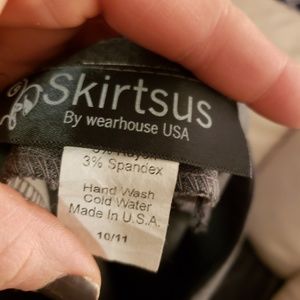 Skirtsus
By wearhouse USA
3% Spandex
Hand Wash
Cold Water
Made In U.S.A.
10/11